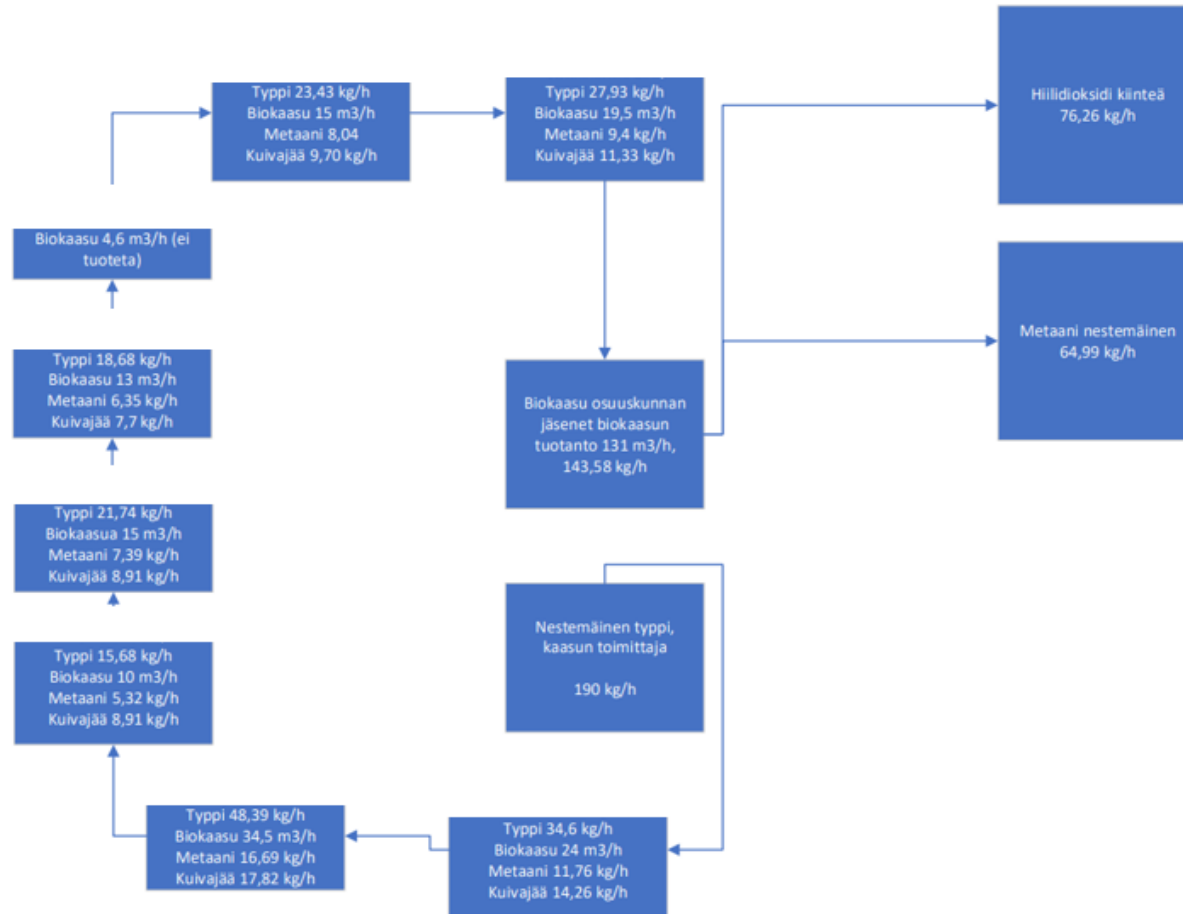 Typpi 23,43 kg/h
Biokaasu 15 m3/h
Metaani 8,04
Kuivajää 9,70 kg/h
Typpi 27,93 kg/h
Biokaasu 19,5 m3/h
Metaani 9,4 kg/h
Kuivajää 11,33 kg/h
Hiilidioksidi kiinteä
76,26 kg/h
Biokaasu 4,6 m3/h (ei
tuoteta)
Metaani nestemäinen
64,99 kg/h
Typpi 18,68 kg/h
Biokaasu 13 m3/h
Metaani 6,35 kg/h
Kuivajää 7,7 kg/h
Biokaasu osuuskunnan
jäsenet biokaasun
tuotanto 131 m3/h,
143,58 kg/h
Typpi 21,74 kg/h
Biokaasua 15 m3/h
Metaani 7,39 kg/h
Kuivajää 8,91 kg/h
Nestemäinen typpi,
kaasun toimittaja
190 kg/h
Typpi 15,68 kg/h
Biokaasu 10 m3/h
Metaani 5,32 kg/h
Kuivajää 8,91 kg/h
Typpi 48,39 kg/h
Biokaasu 34,5 m3/h
Metaani 16,69 kg/h
Kuivajää 17,82 kg/h
Typpi 34,6 kg/h
Biokaasu 24 m3/h
Metaani 11,76 kg/h
Kuivajää 14,26 kg/h